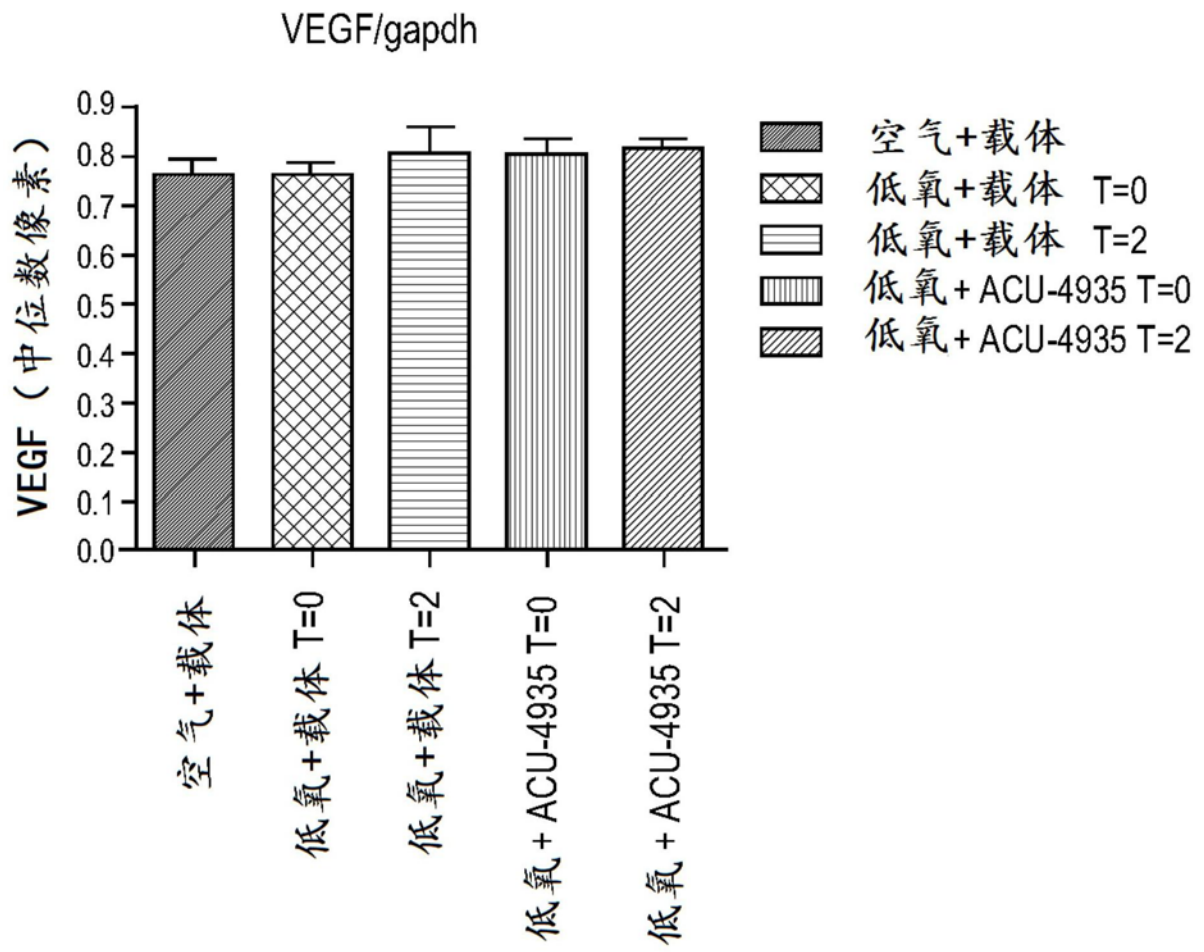 VEGF/gapdh
VEGF（中位数像素）
0.9
0.8
0.7
0.6
0.5
0.4
0.3
0.2
0.1
0.0
空气+载体
低氧+载体 T=0
低氧+载体 T=2
低氧+ ACU-4935 T=0
低氧+ ACU-4935 T=2
空气+载体
低氧+载体 T=0
低氧+载体 T=2
低氧 + ACU-4935 T=0
低氧 + ACU-4935 T=2